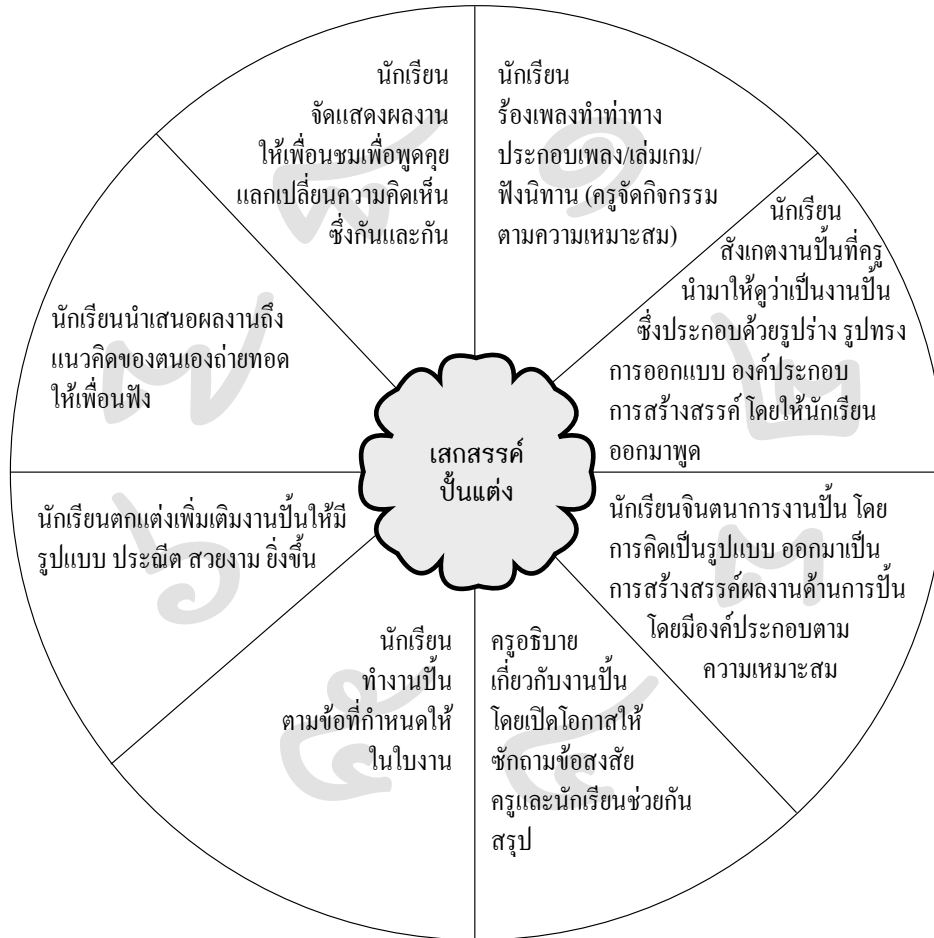 ๑
นักเรียน
ร้องเพลงทำท่าทาง
ประกอบเพลง/เล่มเกม/
ฟังนิทาน (ครูจัดกิจกรรม
ตามความเหมาะสม)
๒
นักเรียน
สังเกตงานปั้นที่ครู
นำมาให้ดูว่าเป็นงานปั้น
ซึ่งประกอบด้วยรูปร่าง รูปทรง
การออกแบบ องค์ประกอบ
การสร้างสรรค์ โดยให้นักเรียน
ออกมาพูด
๓
นักเรียนจินตนาการงานปั้น โดย
การคิดเป็นรูปแบบ ออกมาเป็น
การสร้างสรรค์ผลงานด้านการปั้น
โดยมีองค์ประกอบตาม
ความเหมาะสม
๔
ครูอธิบาย
เกี่ยวกับงานปั้น
โดยเปิดโอกาสให้
ซักถามข้อสงสัย
ครูและนักเรียนช่วยกัน
สรุป
๕
นักเรียน
ทำงานปั้น
ตามข้อที่กำหนดให้
ในใบงาน
๖
นักเรียนตกแต่งเพิ่มเติมงานปั้นให้มี
รูปแบบ ประณีต สวยงาม ยิ่งขึ้น
๗
นักเรียนนำเสนอผลงานถึง
แนวคิดของตนเองถ่ายทอด
ให้เพื่อนฟัง
๘
นักเรียน
จัดแสดงผลงาน
ให้เพื่อนชมเพื่อพูดคุย
แลกเปลี่ยนความคิดเห็น
ซึ่งกันและกัน
เสกสรรค์
ปั้นแต่ง